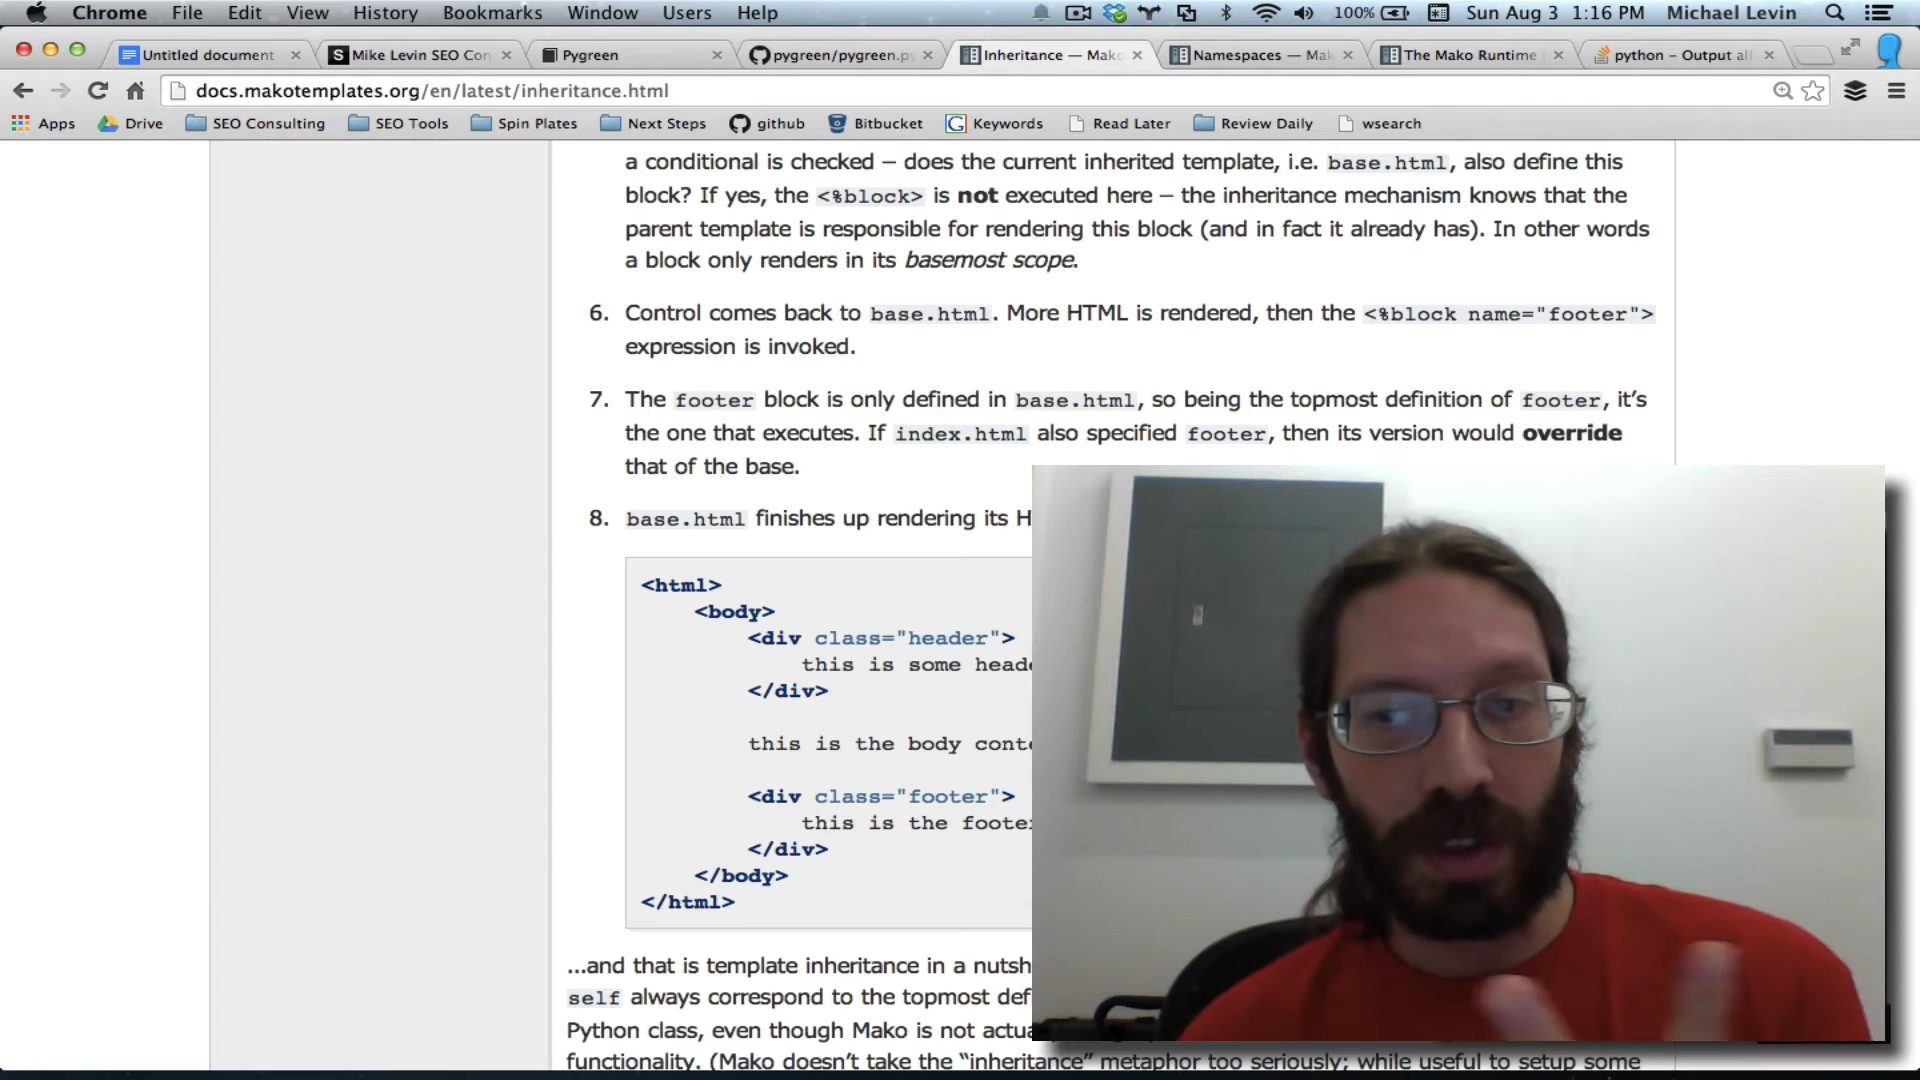 Chrome File Edit View History Bookmarks Window Users Help 100% Sun Aug 3 1:16 PM Michael Levin
Untitled document Mike Levin SEO Con Pygreen pygreen/pygreen.py Inheritance — Mako Namespaces — Mak The Mako Runtime python - Output all
docs.makotemplates.org/en/latest/inheritance.html
Apps Drive SEO Consulting SEO Tools Spin Plates Next Steps github Bitbucket G Keywords Read Later Review Daily wsearch
a conditional is checked – does the current inherited template, i.e. base.html, also define this
block? If yes, the <%block> is not executed here – the inheritance mechanism knows that the
parent template is responsible for rendering this block (and in fact it already has). In other words
a block only renders in its basemost scope.
6. Control comes back to base.html. More HTML is rendered, then the <%block name="footer">
expression is invoked.
7. The footer block is only defined in base.html, so being the topmost definition of footer, it's
the one that executes. If index.html also specified footer, then its version would override
that of the base.
8. base.html finishes up rendering its H
<html>
<body>
<div class="header">
this is some heade
</div>
this is the body conte
<div class="footer">
this is the footer
</div>
</body>
</html>
...and that is template inheritance in a nutsh
self always correspond to the topmost def
Python class, even though Mako is not actua
functionality. (Mako doesn't take the "inheritance" metaphor too seriously; while useful to setup some